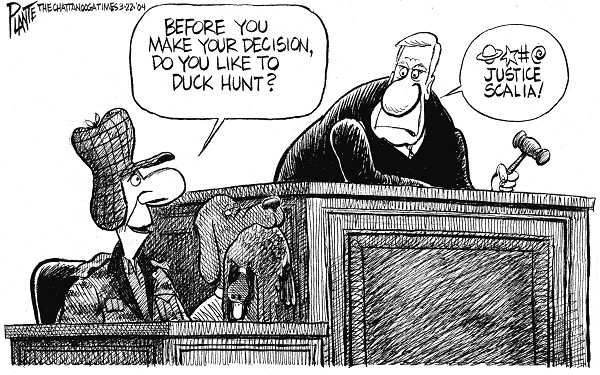 PLANTE THE CHATTANOOGA TIMES 3-22-'04
BEFORE YOU
MAKE YOUR DECISION,
DO YOU LIKE TO
DUCK HUNT?
#@
JUSTICE
SCALIA!